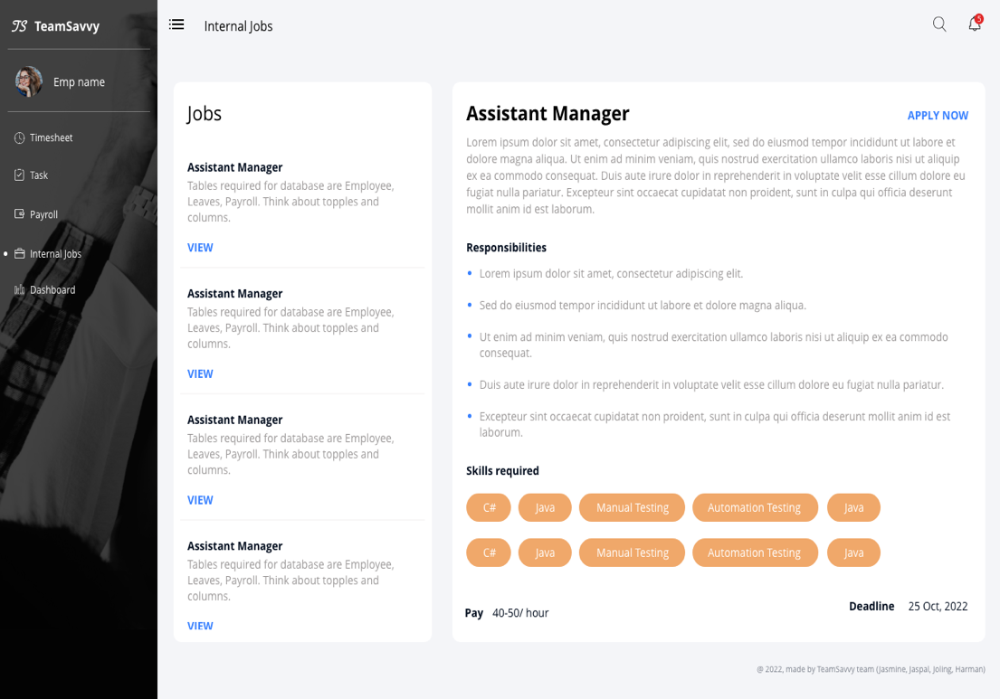 TeamSavvy
Emp name
Timesheet
Task
Payroll
Internal Jobs
Dashboard
Internal Jobs
5
Jobs
Assistant Manager
Tables required for database are Employee,
Leaves, Payroll. Think about topples and
columns.
VIEW
Assistant Manager
Tables required for database are Employee,
Leaves, Payroll. Think about topples and
columns.
VIEW
Assistant Manager
Tables required for database are Employee,
Leaves, Payroll. Think about topples and
columns.
VIEW
Assistant Manager
Tables required for database are Employee,
Leaves, Payroll. Think about topples and
columns.
VIEW
Assistant Manager
APPLY NOW
Lorem ipsum dolor sit amet, consectetur adipiscing elit, sed do eiusmod tempor incididunt ut labore et
dolore magna aliqua. Ut enim ad minim veniam, quis nostrud exercitation ullamco laboris nisi ut aliquip
ex ea commodo consequat. Duis aute irure dolor in reprehenderit in voluptate velit esse cillum dolore eu
fugiat nulla pariatur. Excepteur sint occaecat cupidatat non proident, sunt in culpa qui officia deserunt
mollit anim id est laborum.
Responsibilities
• Lorem ipsum dolor sit amet, consectetur adipiscing elit.
• Sed do eiusmod tempor incididunt ut labore et dolore magna aliqua.
• Ut enim ad minim veniam, quis nostrud exercitation ullamco laboris nisi ut aliquip ex ea commodo
consequat.
• Duis aute irure dolor in reprehenderit in voluptate velit esse cillum dolore eu fugiat nulla pariatur.
• Excepteur sint occaecat cupidatat non proident, sunt in culpa qui officia deserunt mollit anim id est
laborum.
Skills required
C# Java Manual Testing Automation Testing Java
C# Java Manual Testing Automation Testing Java
Pay 40-50/ hour
Deadline 25 Oct, 2022
@ 2022, made by TeamSavvy team (Jasmine, Jaspal, Joling, Harman)